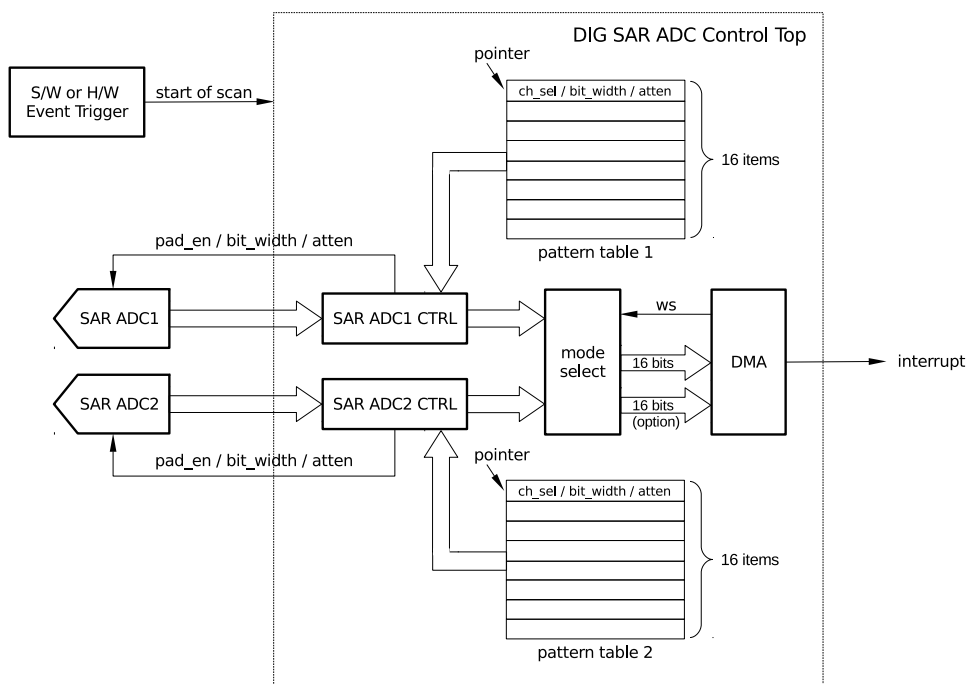 DIG SAR ADC Control Top
pointer
S/W or H/W
Event Trigger
start of scan
ch_sel / bit_width / atten
16 items
pattern table 1
pad_en / bit_width / atten
SAR ADC1
SAR ADC1 CTRL
ws
mode
select
16 bits
DMA
interrupt
SAR ADC2
SAR ADC2 CTRL
16 bits
(option)
pad_en / bit_width / atten
pointer
ch_sel / bit_width / atten
16 items
pattern table 2